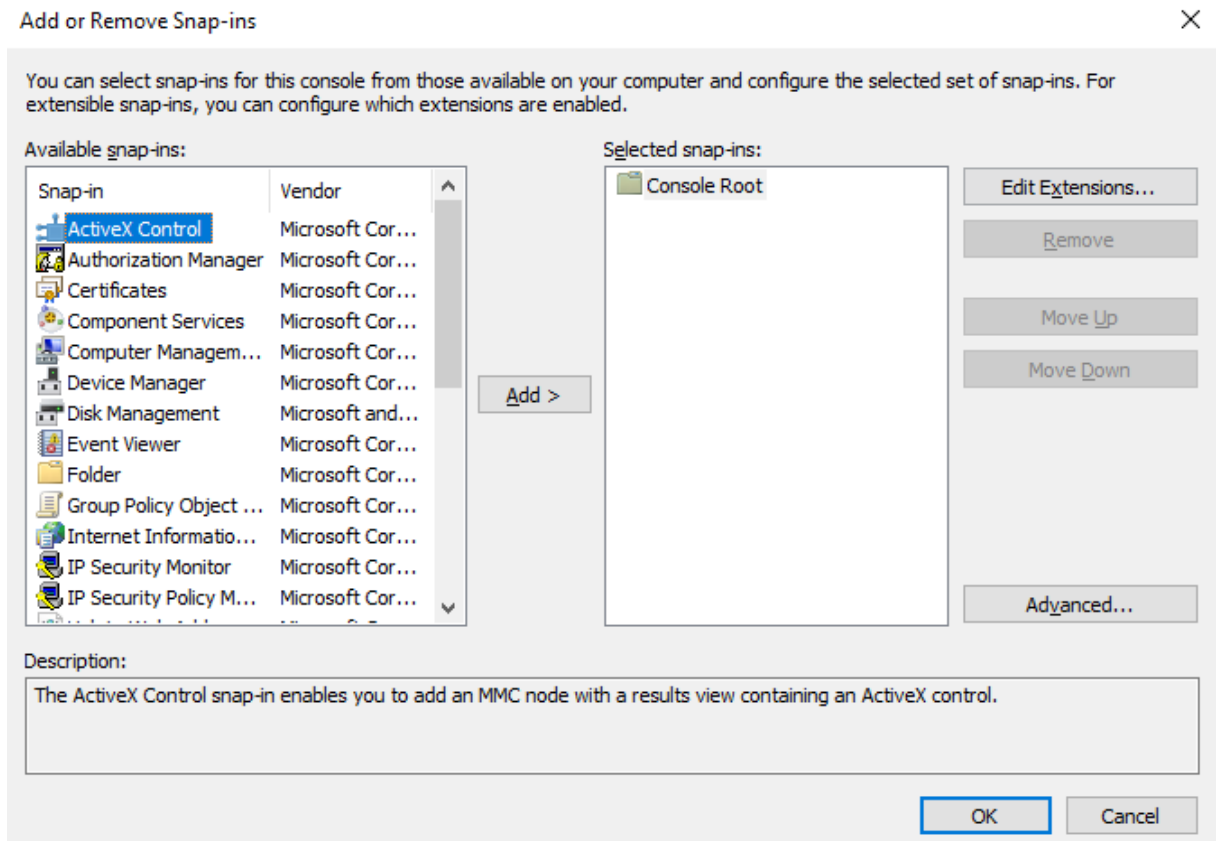 Add or Remove Snap-ins
You can select snap-ins for this console from those available on your computer and configure the selected set of snap-ins. For
extensible snap-ins, you can configure which extensions are enabled.
Available snap-ins:
Snap-in Vendor
ActiveX Control Microsoft Cor...
Authorization Manager Microsoft Cor...
Certificates Microsoft Cor...
Component Services Microsoft Cor...
Computer Managem... Microsoft Cor...
Device Manager Microsoft Cor...
Disk Management Microsoft and...
Event Viewer Microsoft Cor...
Folder Microsoft Cor...
Group Policy Object ... Microsoft Cor...
Internet Informatio... Microsoft Cor...
IP Security Monitor Microsoft Cor...
IP Security Policy M... Microsoft Cor...
Add >
Selected snap-ins:
Console Root
Edit Extensions...
Remove
Move Up
Move Down
Advanced...
Description:
The ActiveX Control snap-in enables you to add an MMC node with a results view containing an ActiveX control.
OK
Cancel